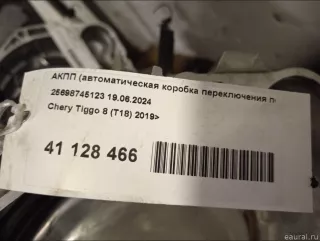 АКПП (автоматическая коробка переключения п
25698745123 19.06.2024
Chery Tiggo 8 (T18) 2019>
41 128 466
eaural.ru